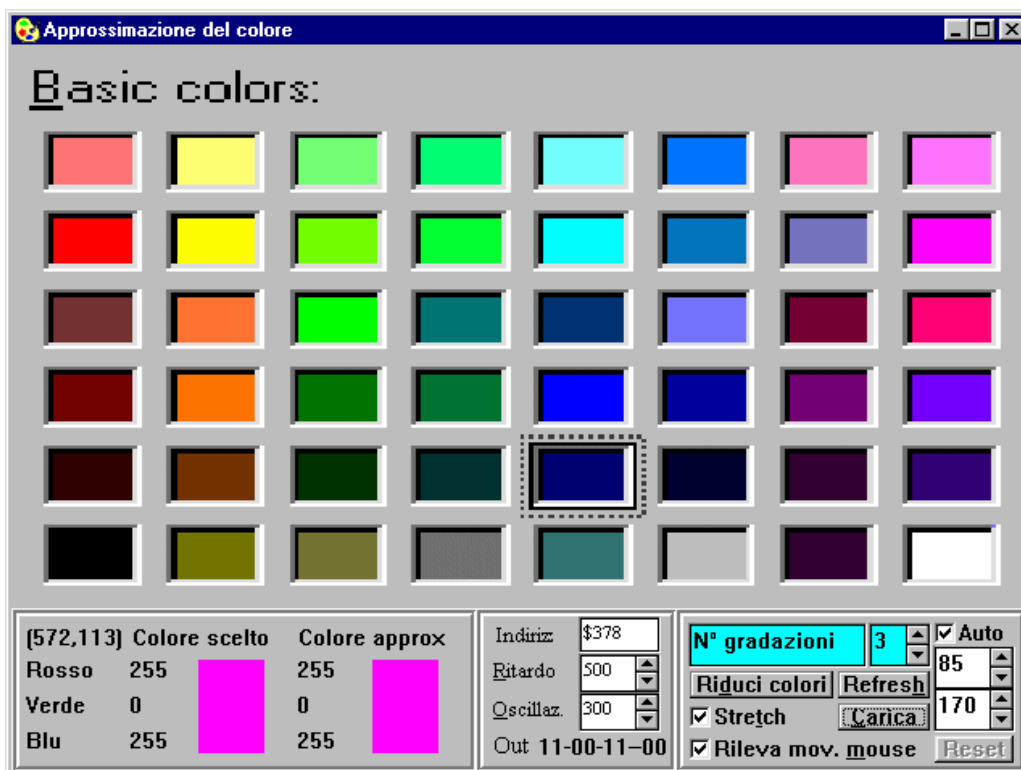 Approssimazione del colore
Basic colors:
(572,113) Colore scelto Colore approx
Rosso 255 255
Verde 0 0
Blu 255 255
Indiriz $378
Ritardo 500
Oscillaz. 300
Out 11-00-11--00
N° gradazioni 3
Auto
85
Riduci colori Refresh
170
Stretch Carica
Rileva mov. mouse Reset